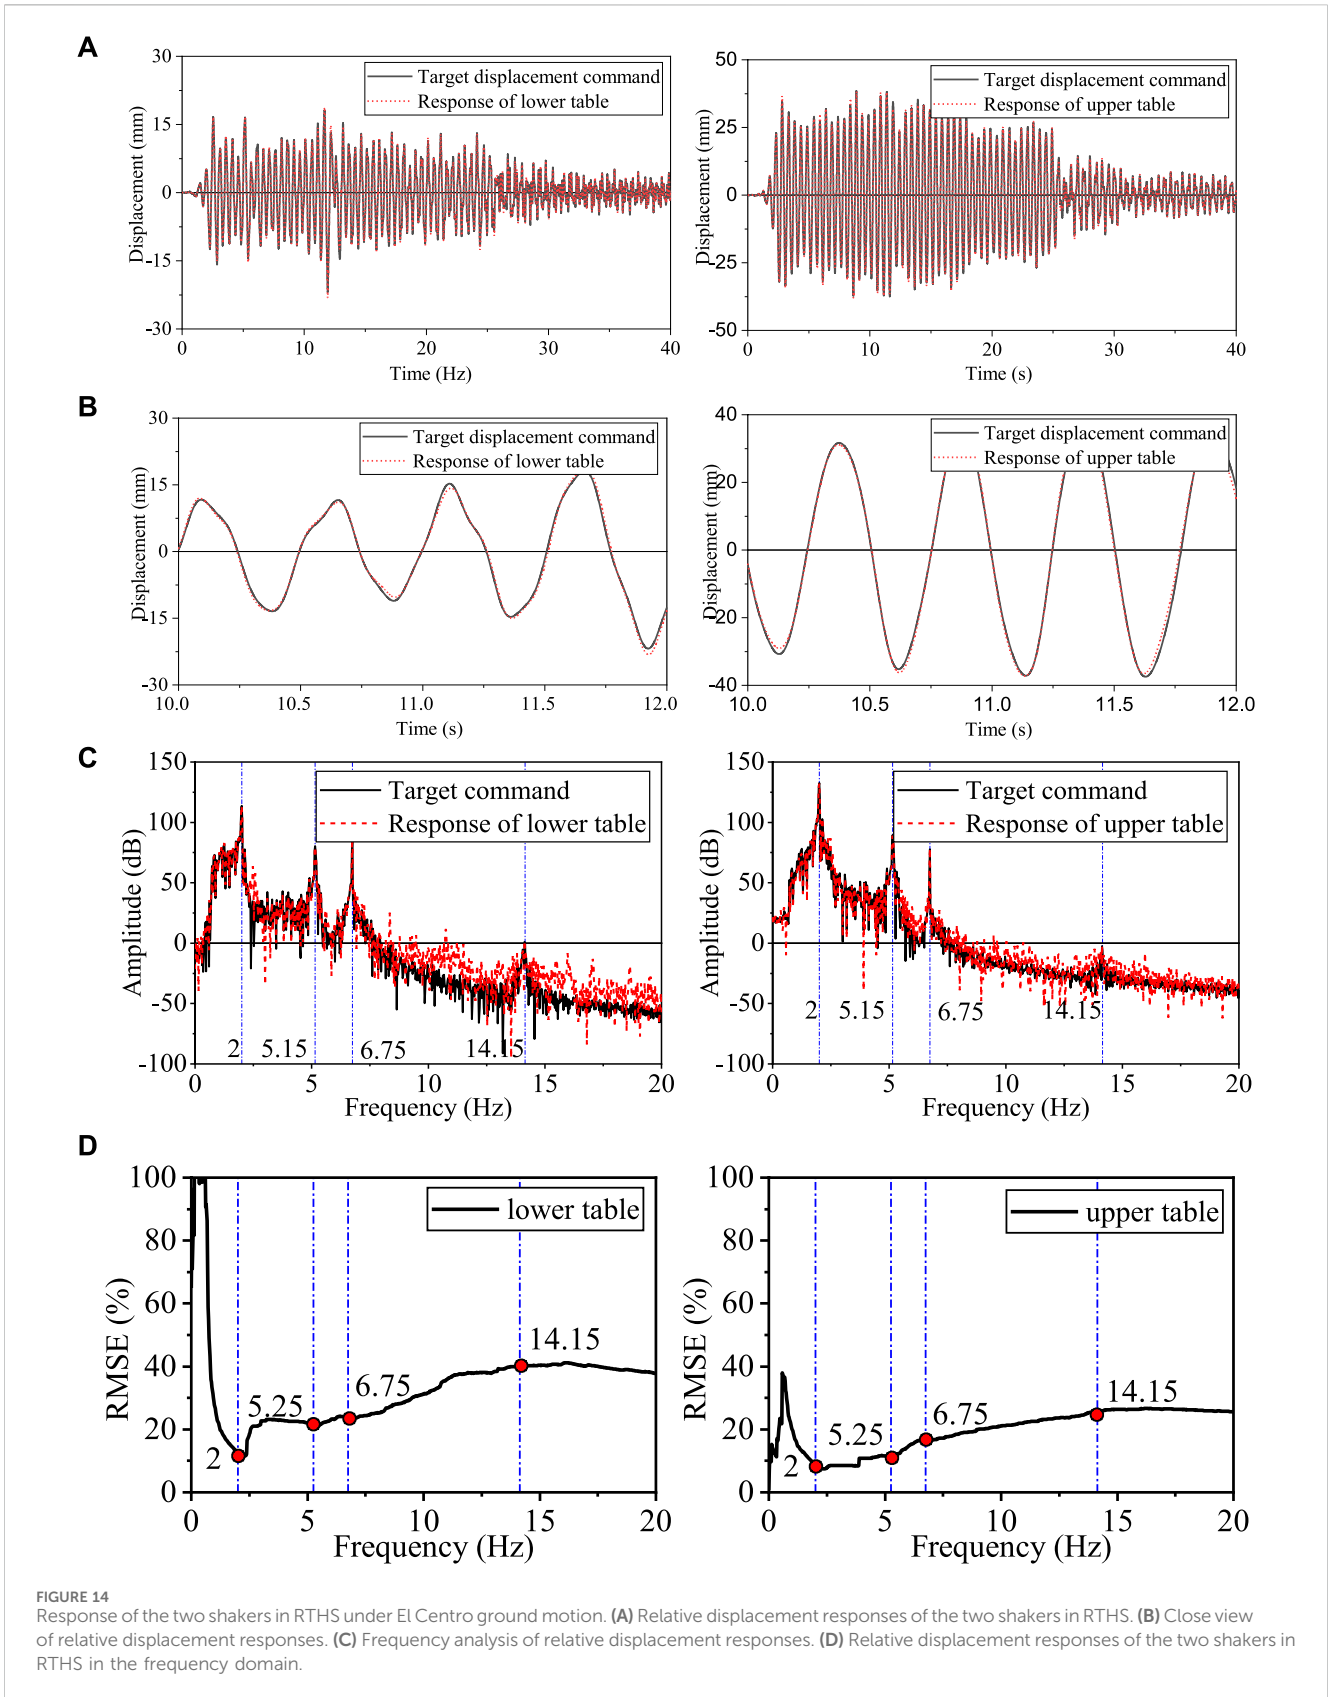 A
30
15
0
-15
-30
Displacement (mm)
Target displacement command
Response of lower table
0 10 20 30 40
Time (Hz)
50
25
0
-25
-50
Displacement (mm)
Target displacement command
Response of upper table
0 10 20 30 40
Time (s)
B
30
15
0
-15
-30
Displacement (mm)
Target displacement command
Response of lower table
10.0 10.5 11.0 11.5 12.0
Time (s)
40
20
0
-20
-40
Displacement (mm)
Target displacement command
Response of upper table
10.0 10.5 11.0 11.5 12.0
Time (s)
C
150
100
50
0
-50
-100
Amplitude (dB)
Target command
Response of lower table
2 5.15 6.75 14.15
0 5 10 15 20
Frequency (Hz)
150
100
50
0
-50
-100
Amplitude (dB)
Target command
Response of upper table
2 5.15 6.75 14.15
0 5 10 15 20
Frequency (Hz)
D
100
80
60
40
20
0
RMSE (%)
lower table
2 5.25 6.75 14.15
0 5 10 15 20
Frequency (Hz)
100
80
60
40
20
0
RMSE (%)
upper table
2 5.25 6.75 14.15
0 5 10 15 20
Frequency (Hz)
FIGURE 14
Response of the two shakers in RTHS under El Centro ground motion. (A) Relative displacement responses of the two shakers in RTHS. (B) Close view
of relative displacement responses. (C) Frequency analysis of relative displacement responses. (D) Relative displacement responses of the two shakers in
RTHS in the frequency domain.